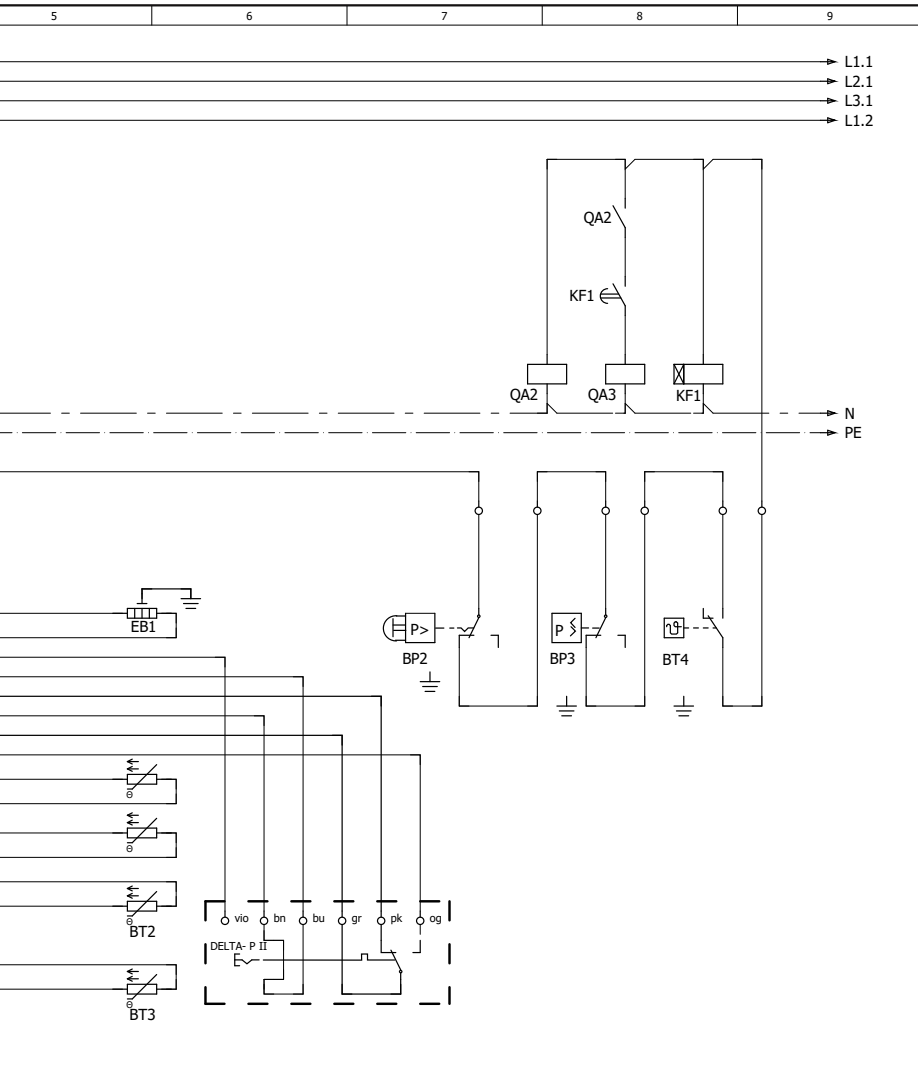 5 6 7 8 9
L1.1
L2.1
L3.1
L1.2
QA2
KF1
QA2 QA3 KF1
N
PE
EB1
P> P ϑ
BP2 BP3 BT4
Θ
Θ
vio bn bu gr pk og
Θ
BT2
DELTA- P II
Θ
BT3